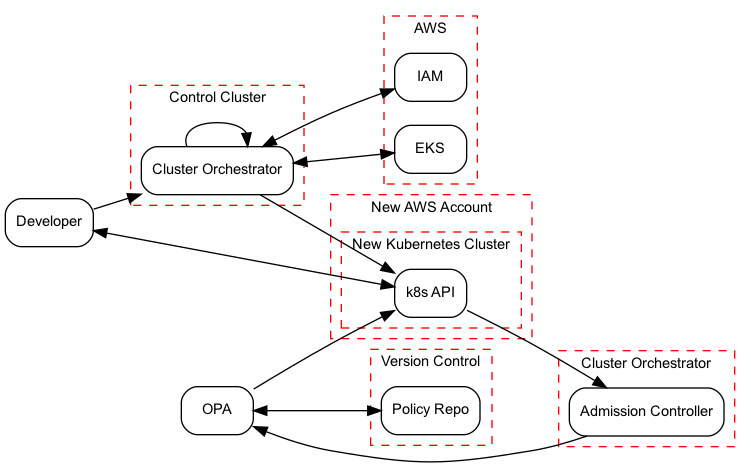 AWS
IAM
Control Cluster
EKS
Cluster Orchestrator
New AWS Account
Developer
New Kubernetes Cluster
k8s API
Version Control
Cluster Orchestrator
OPA
Policy Repo
Admission Controller